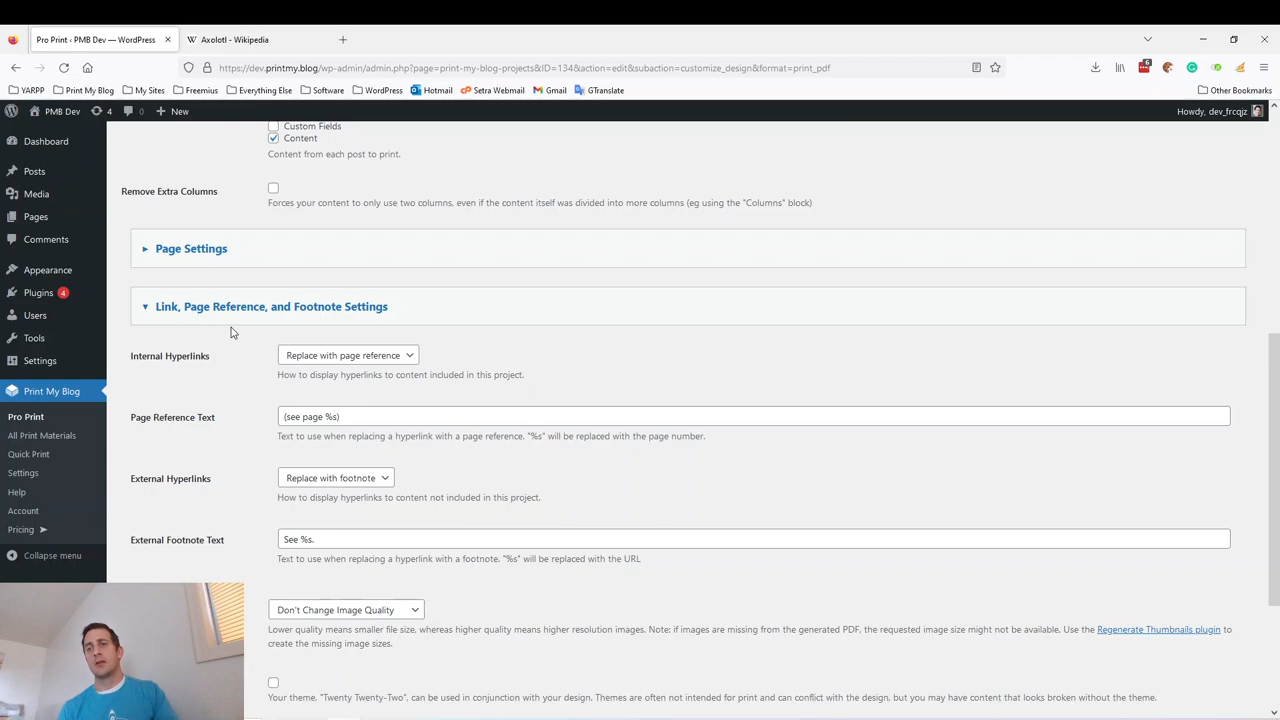 Pro Print ‹ PMB Dev — WordPress
Axolotl - Wikipedia
https://dev.printmy.blog/wp-admin/admin.php?page=print-my-blog-projects&ID=134&action=edit&subaction=customize_design&format=print_pdf
6
YARPP
Print My Blog
My Sites
Freemius
Everything Else
Software
WordPress
Hotmail
Setra Webmail
Gmail
GTranslate
Other Bookmarks
PMB Dev
4
0
New
Howdy, dev_frcqjz
Dashboard
Posts
Media
Pages
Comments
Appearance
Plugins 4
Users
Tools
Settings
Print My Blog
Pro Print
All Print Materials
Quick Print
Settings
Help
Account
Pricing ➤
Collapse menu
Custom Fields
Content
Content from each post to print.
Remove Extra Columns
Forces your content to only use two columns, even if the content itself was divided into more columns (eg using the "Columns" block)
Page Settings
Link, Page Reference, and Footnote Settings
Internal Hyperlinks
Replace with page reference
How to display hyperlinks to content included in this project.
Page Reference Text
(see page %s)
Text to use when replacing a hyperlink with a page reference. "%s" will be replaced with the page number.
External Hyperlinks
Replace with footnote
How to display hyperlinks to content not included in this project.
External Footnote Text
See %s.
Text to use when replacing a hyperlink with a footnote. "%s" will be replaced with the URL
Don't Change Image Quality
Lower quality means smaller file size, whereas higher quality means higher resolution images. Note: if images are missing from the generated PDF, the requested image size might not be available. Use the Regenerate Thumbnails plugin to
create the missing image sizes.
Your theme, "Twenty Twenty-Two", can be used in conjunction with your design. Themes are often not intended for print and can conflict with the design, but you may have content that looks broken without the theme.